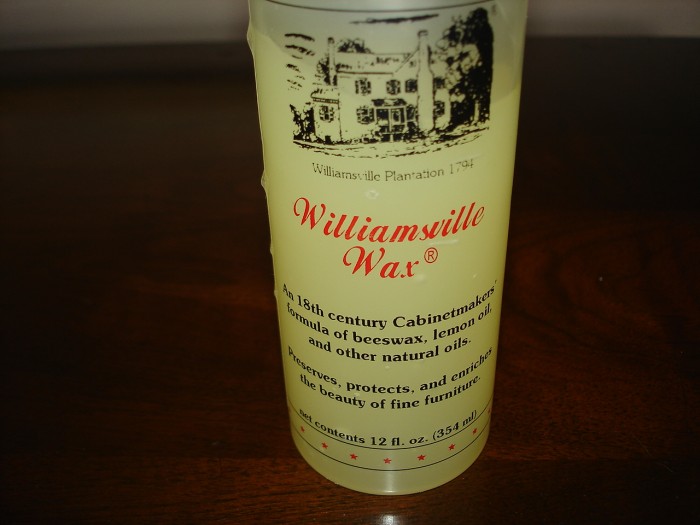 Williamsville Plantation 1794
Williamsville
Wax®
An 18th century Cabinetmakers'
formula of beeswax, lemon oil,
and other natural oils.
Preserves, protects, and enriches
the beauty of fine furniture.
net contents 12 fl. oz. (354 ml)